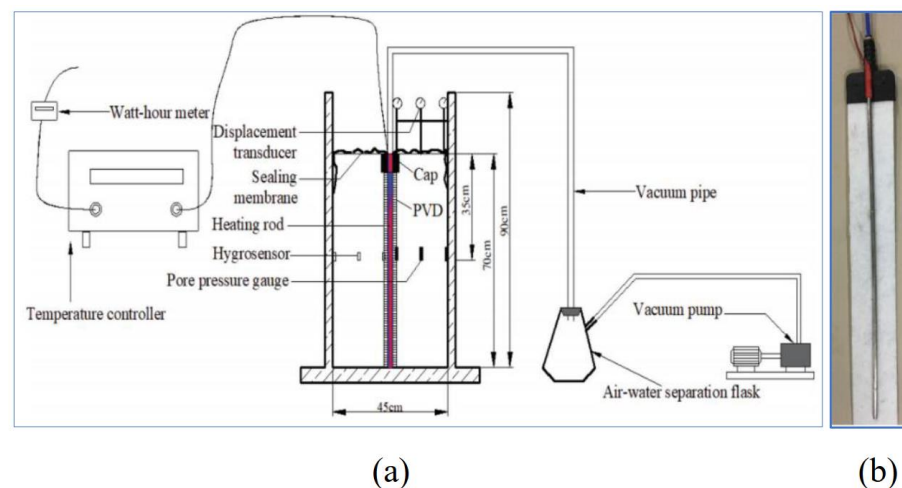 Watt-hour meter
Displacement
transducer
Sealing
membrane
Cap
PVD
Heating rod
Hygrosensor
Pore pressure gauge
Temperature controller
35cm
70cm
90cm
45cm
Vacuum pipe
Vacuum pump
Air-water separation flask
(a)
(b)